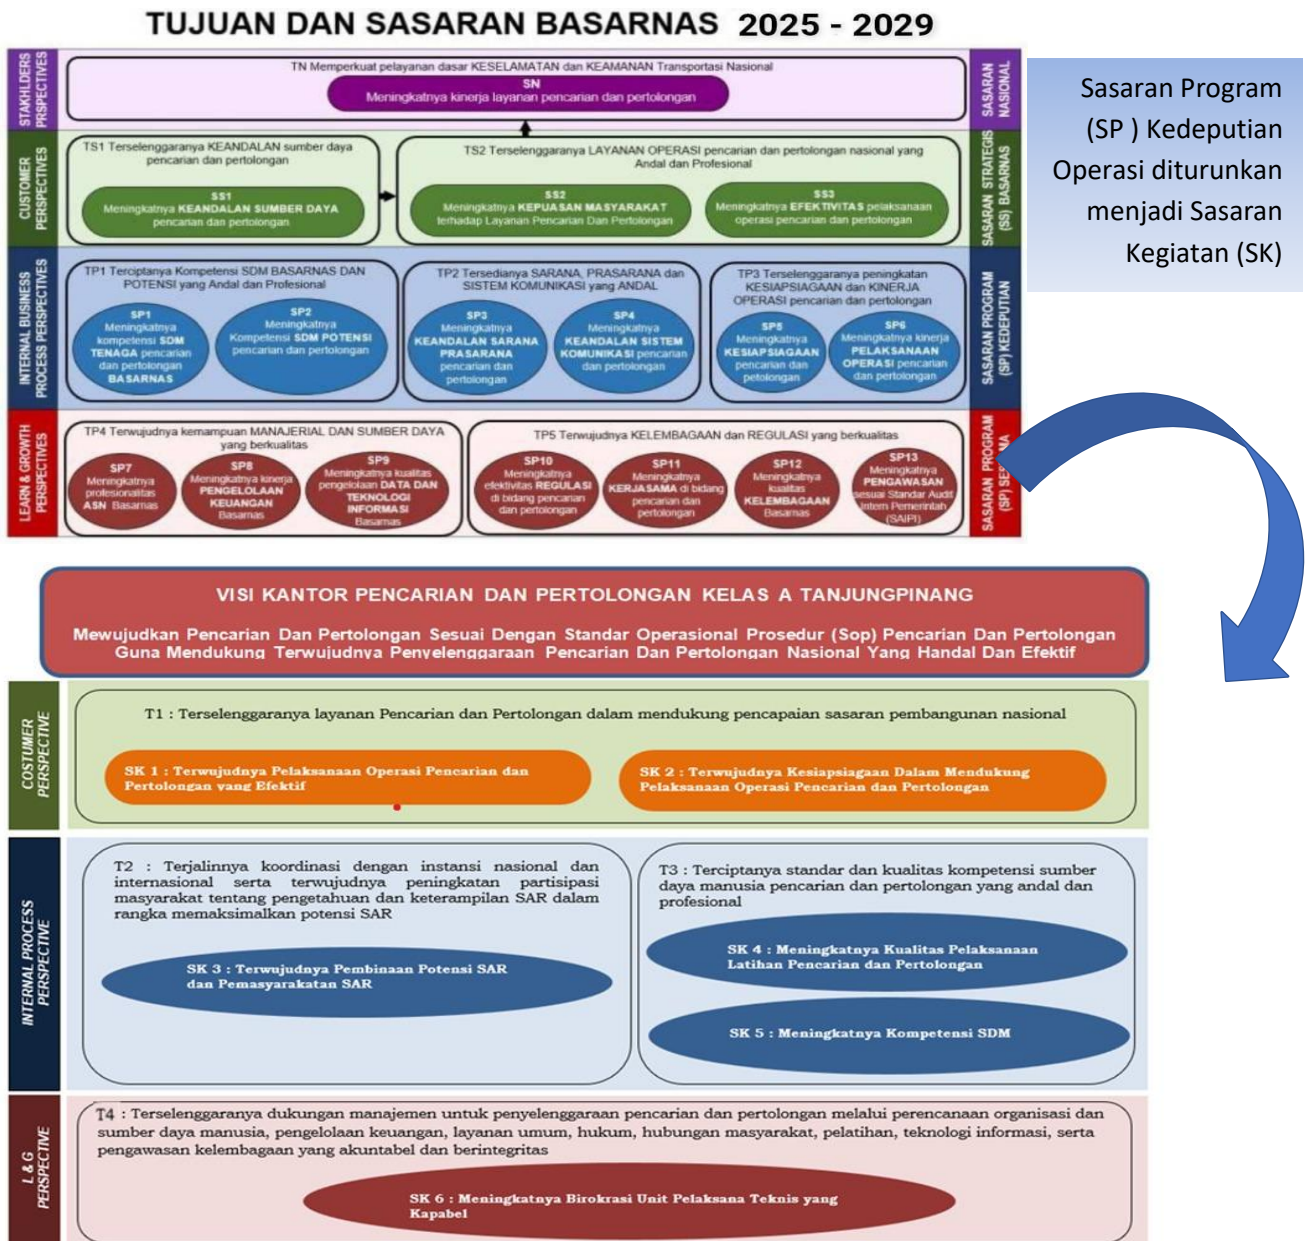 TUJUAN DAN SASARAN BASARNAS 2025 - 2029
STAKHLDERS
PRSPECTIVES
TN Memperkuat pelayanan dasar KESELAMATAN dan KEAMANAN Transportasi Nasional
SN
Meningkatnya kinerja layanan pencarian dan pertolongan
SASARAN
NASIONAL
Sasaran Program
(SP ) Kedeputian
Operasi diturunkan
menjadi Sasaran
Kegiatan (SK)
CUSTOMER
PERSPECTIVES
TS1 Terselenggaranya KEANDALAN sumber daya
pencarian dan pertolongan
SS1
Meningkatnya KEANDALAN SUMBER DAYA
pencarian dan pertolongan
TS2 Terselenggaranya LAYANAN OPERASI pencarian dan pertolongan nasional yang
Andal dan Profesional
SS2
Meningkatnya KEPUASAN MASYARAKAT
terhadap Layanan Pencarian Dan Pertolongan
SS3
Meningkatnya EFEKTIVITAS pelaksanaan
operasi pencarian dan pertolongan
SASARAN STRATEGIS
(SS) BASARNAS
INTERNAL BUSINESS
PROCESS PERSPECTIVES
TP1 Terciptanya Kompetensi SDM BASARNAS DAN
POTENSI yang Andal dan Profesional
SP1
Meningkatnya
kompetensi SDM
TENAGA pencarian
dan pertolongan
BASARNAS
SP2
Meningkatnya
Kompetensi SDM POTENSI
pencarian dan pertolongan
TP2 Tersedianya SARANA, PRASARANA dan
SISTEM KOMUNIKASI yang ANDAL
SP3
Meningkatnya
KEANDALAN SARANA
PRASARANA
pencarian dan
pertolongan
SP4
Meningkatnya
KEANDALAN SISTEM
KOMUNIKASI pencarian
dan pertolongan
TP3 Terselenggaranya peningkatan
KESIAPSIAGAAN dan KINERJA
OPERASI pencarian dan pertolongan
SP5
Meningkatnya
KESIAPSIAGAAN
pencarian dan
petolongan
SP6
Meningkatnya kinerja
PELAKSANAAN
OPERASI pencarian
dan pertolongan
SASARAN PROGRAM
(SP) KEDEPUTIAN
LEARN & GROWTH
PERSPECTIVES
TP4 Terwujudnya kemampuan MANAJERIAL DAN SUMBER DAYA
yang berkualitas
SP7
Meningkatnya
profesionalitas
ASN Basarnas
SP8
Meningkatnya kinerja
PENGELOLAAN
KEUANGAN
Basarnas
SP9
Meningkatnya kualitas
pengelolaan DATA DAN
TEKNOLOGI
INFORMASI
Basarnas
TP5 Terwujudnya KELEMBAGAAN dan REGULASI yang berkualitas
SP10
Meningkatnya
efektivitas REGULASI
di bidang pencarian
dan pertolongan
SP11
Meningkatnya
KERJASAMA di bidang
pencarian dan
pertolongan
SP12
Meningkatnya
kualitas
KELEMBAGAAN
Basarnas
SP13
Meningkatnya
PENGAWASAN
sesuai Standar Audit
Intern Pemerintah
(SAIPI)
SASARAN PROGRAM
(SP)
VISI KANTOR PENCARIAN DAN PERTOLONGAN KELAS A TANJUNGPINANG
Mewujudkan Pencarian Dan Pertolongan Sesuai Dengan Standar Operasional Prosedur (Sop) Pencarian Dan Pertolongan
Guna Mendukung Terwujudnya Penyelenggaraan Pencarian Dan Pertolongan Nasional Yang Handal Dan Efektif
COSTUMER
PERSPECTIVE
T1 : Terselenggaranya layanan Pencarian dan Pertolongan dalam mendukung pencapaian sasaran pembangunan nasional
SK 1 : Terwujudnya Pelaksanaan Operasi Pencarian dan
Pertolongan yang Efektif
SK 2 : Terwujudnya Kesiapsiagaan Dalam Mendukung
Pelaksanaan Operasi Pencarian dan Pertolongan
INTERNAL PROCESS
PERSPECTIVE
T2 : Terjalinnya koordinasi dengan instansi nasional dan
internasional serta terwujudnya peningkatan partisipasi
masyarakat tentang pengetahuan dan keterampilan SAR dalam
rangka memaksimalkan potensi SAR
SK 3 : Terwujudnya Pembinaan Potensi SAR
dan Pemasyarakatan SAR
T3 : Terciptanya standar dan kualitas kompetensi sumber
daya manusia pencarian dan pertolongan yang andal dan
profesional
SK 4 : Meningkatnya Kualitas Pelaksanaan
Latihan Pencarian dan Pertolongan
SK 5 : Meningkatnya Kompetensi SDM
L & G
PERSPECTIVE
T4 : Terselenggaranya dukungan manajemen untuk penyelenggaraan pencarian dan pertolongan melalui perencanaan organisasi dan
sumber daya manusia, pengelolaan keuangan, layanan umum, hukum, hubungan masyarakat, pelatihan, teknologi informasi, serta
pengawasan kelembagaan yang akuntabel dan berintegritas
SK 6 : Meningkatnya Birokrasi Unit Pelaksana Teknis yang
Kapabel